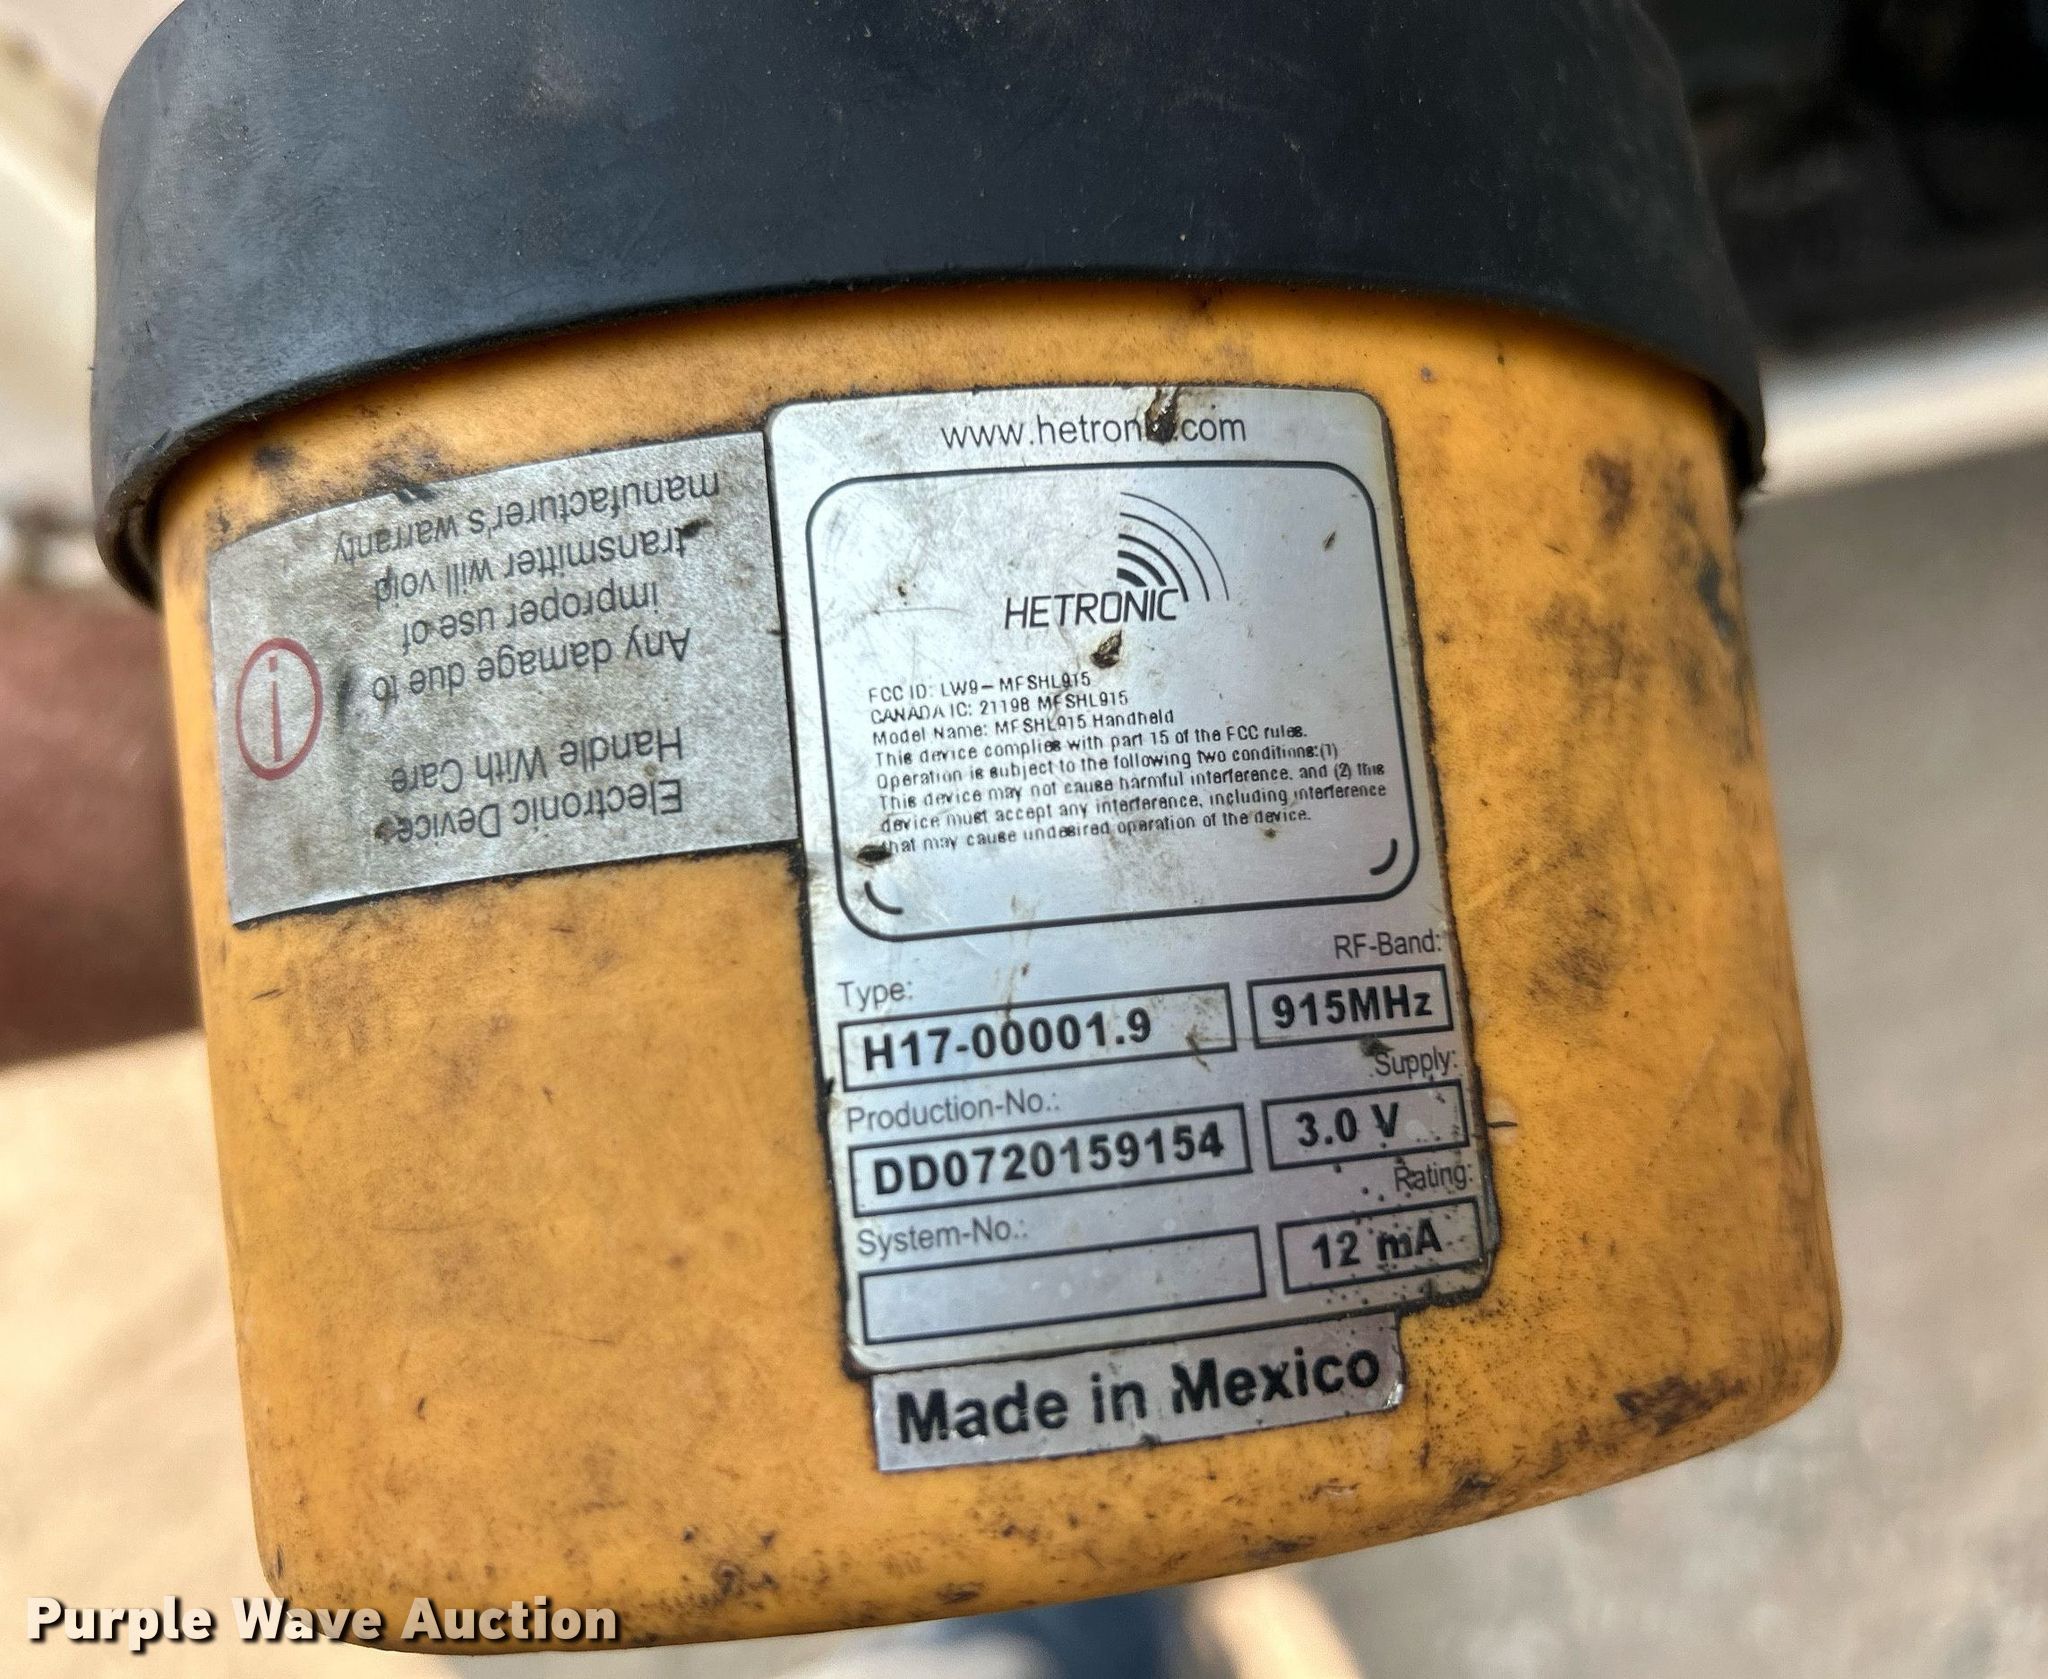 www.hetronic.com
HETRONIC
FCC ID: LW9-MFSHL915
CANADA IC: 2119B MFSHL915
Model Name: MFSHL915 Handheld
This device complies with part 15 of the FCC rules.
Operation is subject to the following two conditions:(1)
This device may not cause harmful interference, and (2) this
device must accept any interference, including interference
that may cause undesired operation of the device.
Type:
RF-Band:
H17-00001.9
915MHz
Production-No.:
Supply:
DD0720159154
3.0 V
System-No.:
Rating:
12 mA
Made in Mexico
Electronic Device
Handle With Care
Any damage due to
improper use of
transmitter will void
manufacturer's warranty
i
Purple Wave Auction